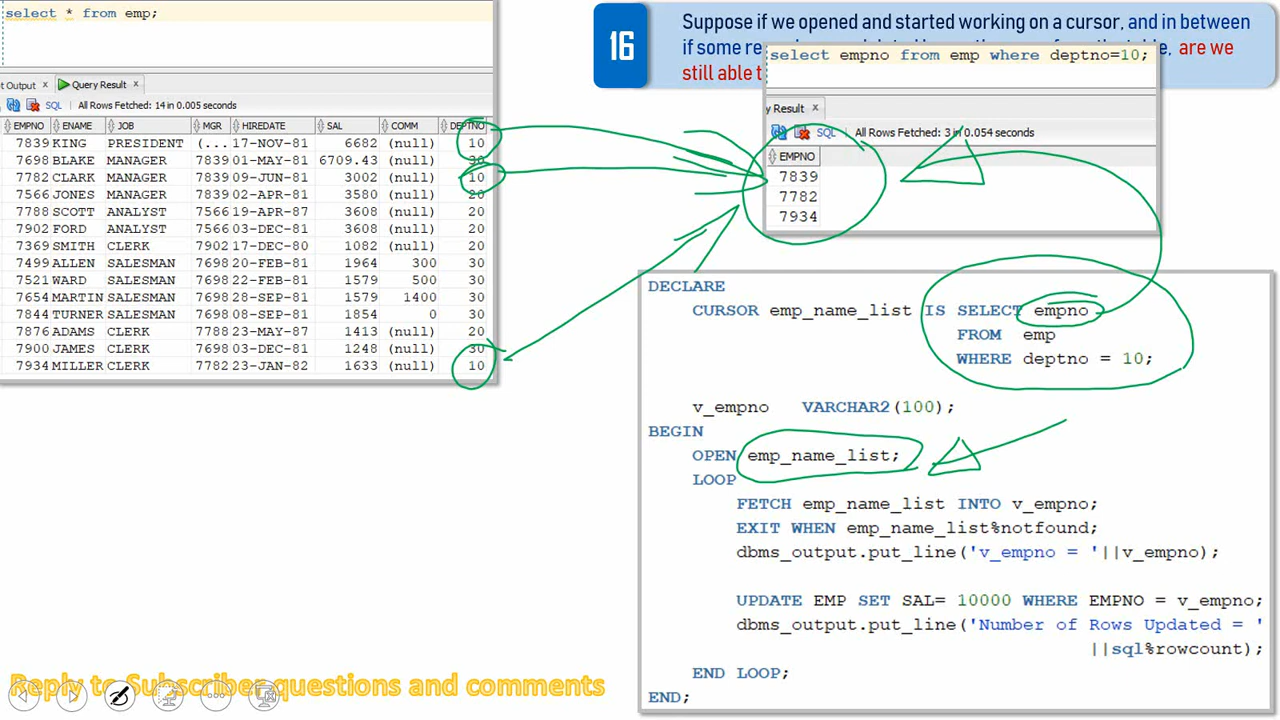 select * from emp;
t Output x Query Result x
SQL | All Rows Fetched: 14 in 0.005 seconds
EMPNO ENAME JOB MGR HIREDATE SAL COMM DEPTNO
7839 KING PRESIDENT (... 17-NOV-81 6682 (null) 10
7698 BLAKE MANAGER 7839 01-MAY-81 6709.43 (null) 30
7782 CLARK MANAGER 7839 09-JUN-81 3002 (null) 10
7566 JONES MANAGER 7839 02-APR-81 3580 (null) 20
7788 SCOTT ANALYST 7566 19-APR-87 3608 (null) 20
7902 FORD ANALYST 7566 03-DEC-81 3608 (null) 20
7369 SMITH CLERK 7902 17-DEC-80 1082 (null) 20
7499 ALLEN SALESMAN 7698 20-FEB-81 1964 300 30
7521 WARD SALESMAN 7698 22-FEB-81 1579 500 30
7654 MARTIN SALESMAN 7698 28-SEP-81 1579 1400 30
7844 TURNER SALESMAN 7698 08-SEP-81 1854 0 30
7876 ADAMS CLERK 7788 23-MAY-87 1413 (null) 20
7900 JAMES CLERK 7698 03-DEC-81 1248 (null) 30
7934 MILLER CLERK 7782 23-JAN-82 1633 (null) 10
16
Suppose if we opened and started working on a cursor, and in between
if some are we
still able
select empno from emp where deptno=10;
y Result x
SQL | All Rows Fetched: 3 in 0.054 seconds
EMPNO
7839
7782
7934
DECLARE
CURSOR emp_name_list IS SELECT empno
FROM emp
WHERE deptno = 10;
v_empno VARCHAR2(100);
BEGIN
OPEN emp_name_list;
LOOP
FETCH emp_name_list INTO v_empno;
EXIT WHEN emp_name_list%notfound;
dbms_output.put_line('v_empno = '||v_empno);
UPDATE EMP SET SAL= 10000 WHERE EMPNO = v_empno;
dbms_output.put_line('Number of Rows Updated = '
||sql%rowcount);
END LOOP;
END;
Reply to Subscriber questions and comments